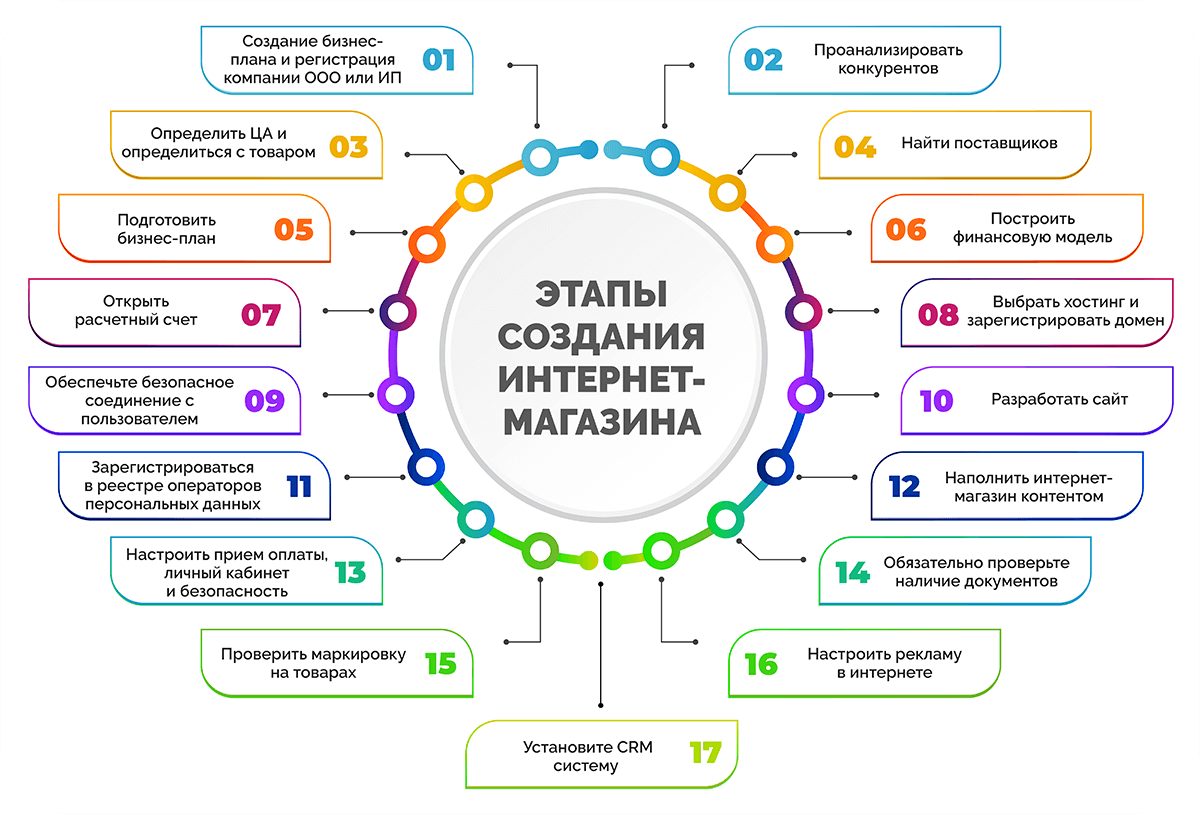 ЭТАПЫ
СОЗДАНИЯ
ИНТЕРНЕТ-
МАГАЗИНА
Создание бизнес-
плана и регистрация
компании ООО или ИП
01
02
Проанализировать
конкурентов
Определить ЦА и
определиться с товаром
03
04
Найти поставщиков
Подготовить
бизнес-план
05
06
Построить
финансовую модель
Открыть
расчетный счет
07
08
Выбрать хостинг и
зарегистрировать домен
Обеспечьте безопасное
соединение с
пользователем
09
10
Разработать сайт
Зарегистрироваться
в реестре операторов
персональных данных
11
12
Наполнить интернет-
магазин контентом
Настроить прием оплаты,
личный кабинет
и безопасность
13
14
Обязательно проверьте
наличие документов
Проверить маркировку
на товарах
15
16
Настроить рекламу
в интернете
Установите CRM
систему
17